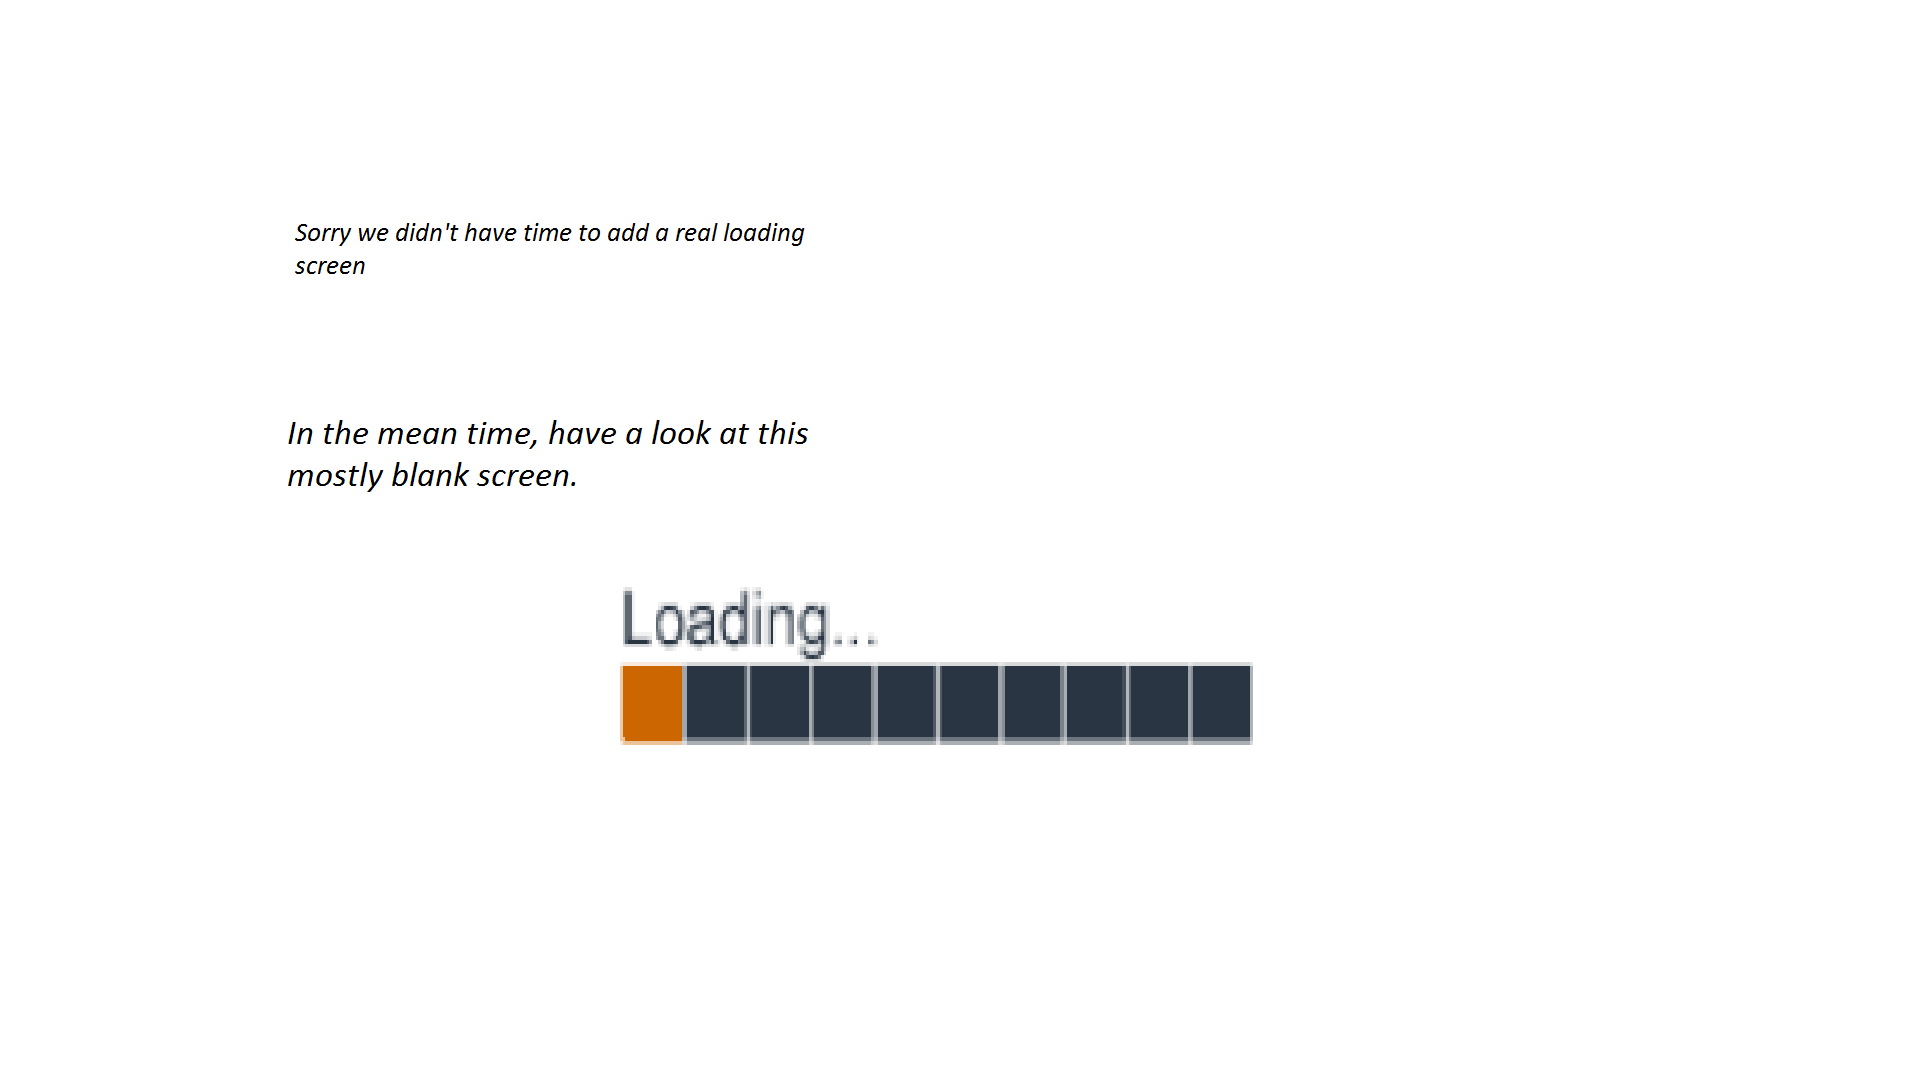 Sorry we didn't have time to add a real loading
screen
In the mean time, have a look at this
mostly blank screen.
Loading...